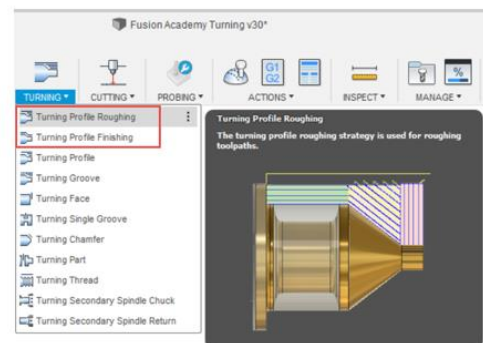 Fusion Academy Turning v30*
G1
G2
%
TURNING ▾
CUTTING ▾
PROBING ▾
ACTIONS ▾
INSPECT ▾
MANAGE ▾
Turning Profile Roughing
Turning Profile Finishing
Turning Profile
Turning Groove
Turning Face
Turning Single Groove
Turning Chamfer
Turning Part
Turning Thread
Turning Secondary Spindle Chuck
Turning Secondary Spindle Return
Turning Profile Roughing
The turning profile roughing strategy is used for roughing
toolpaths.